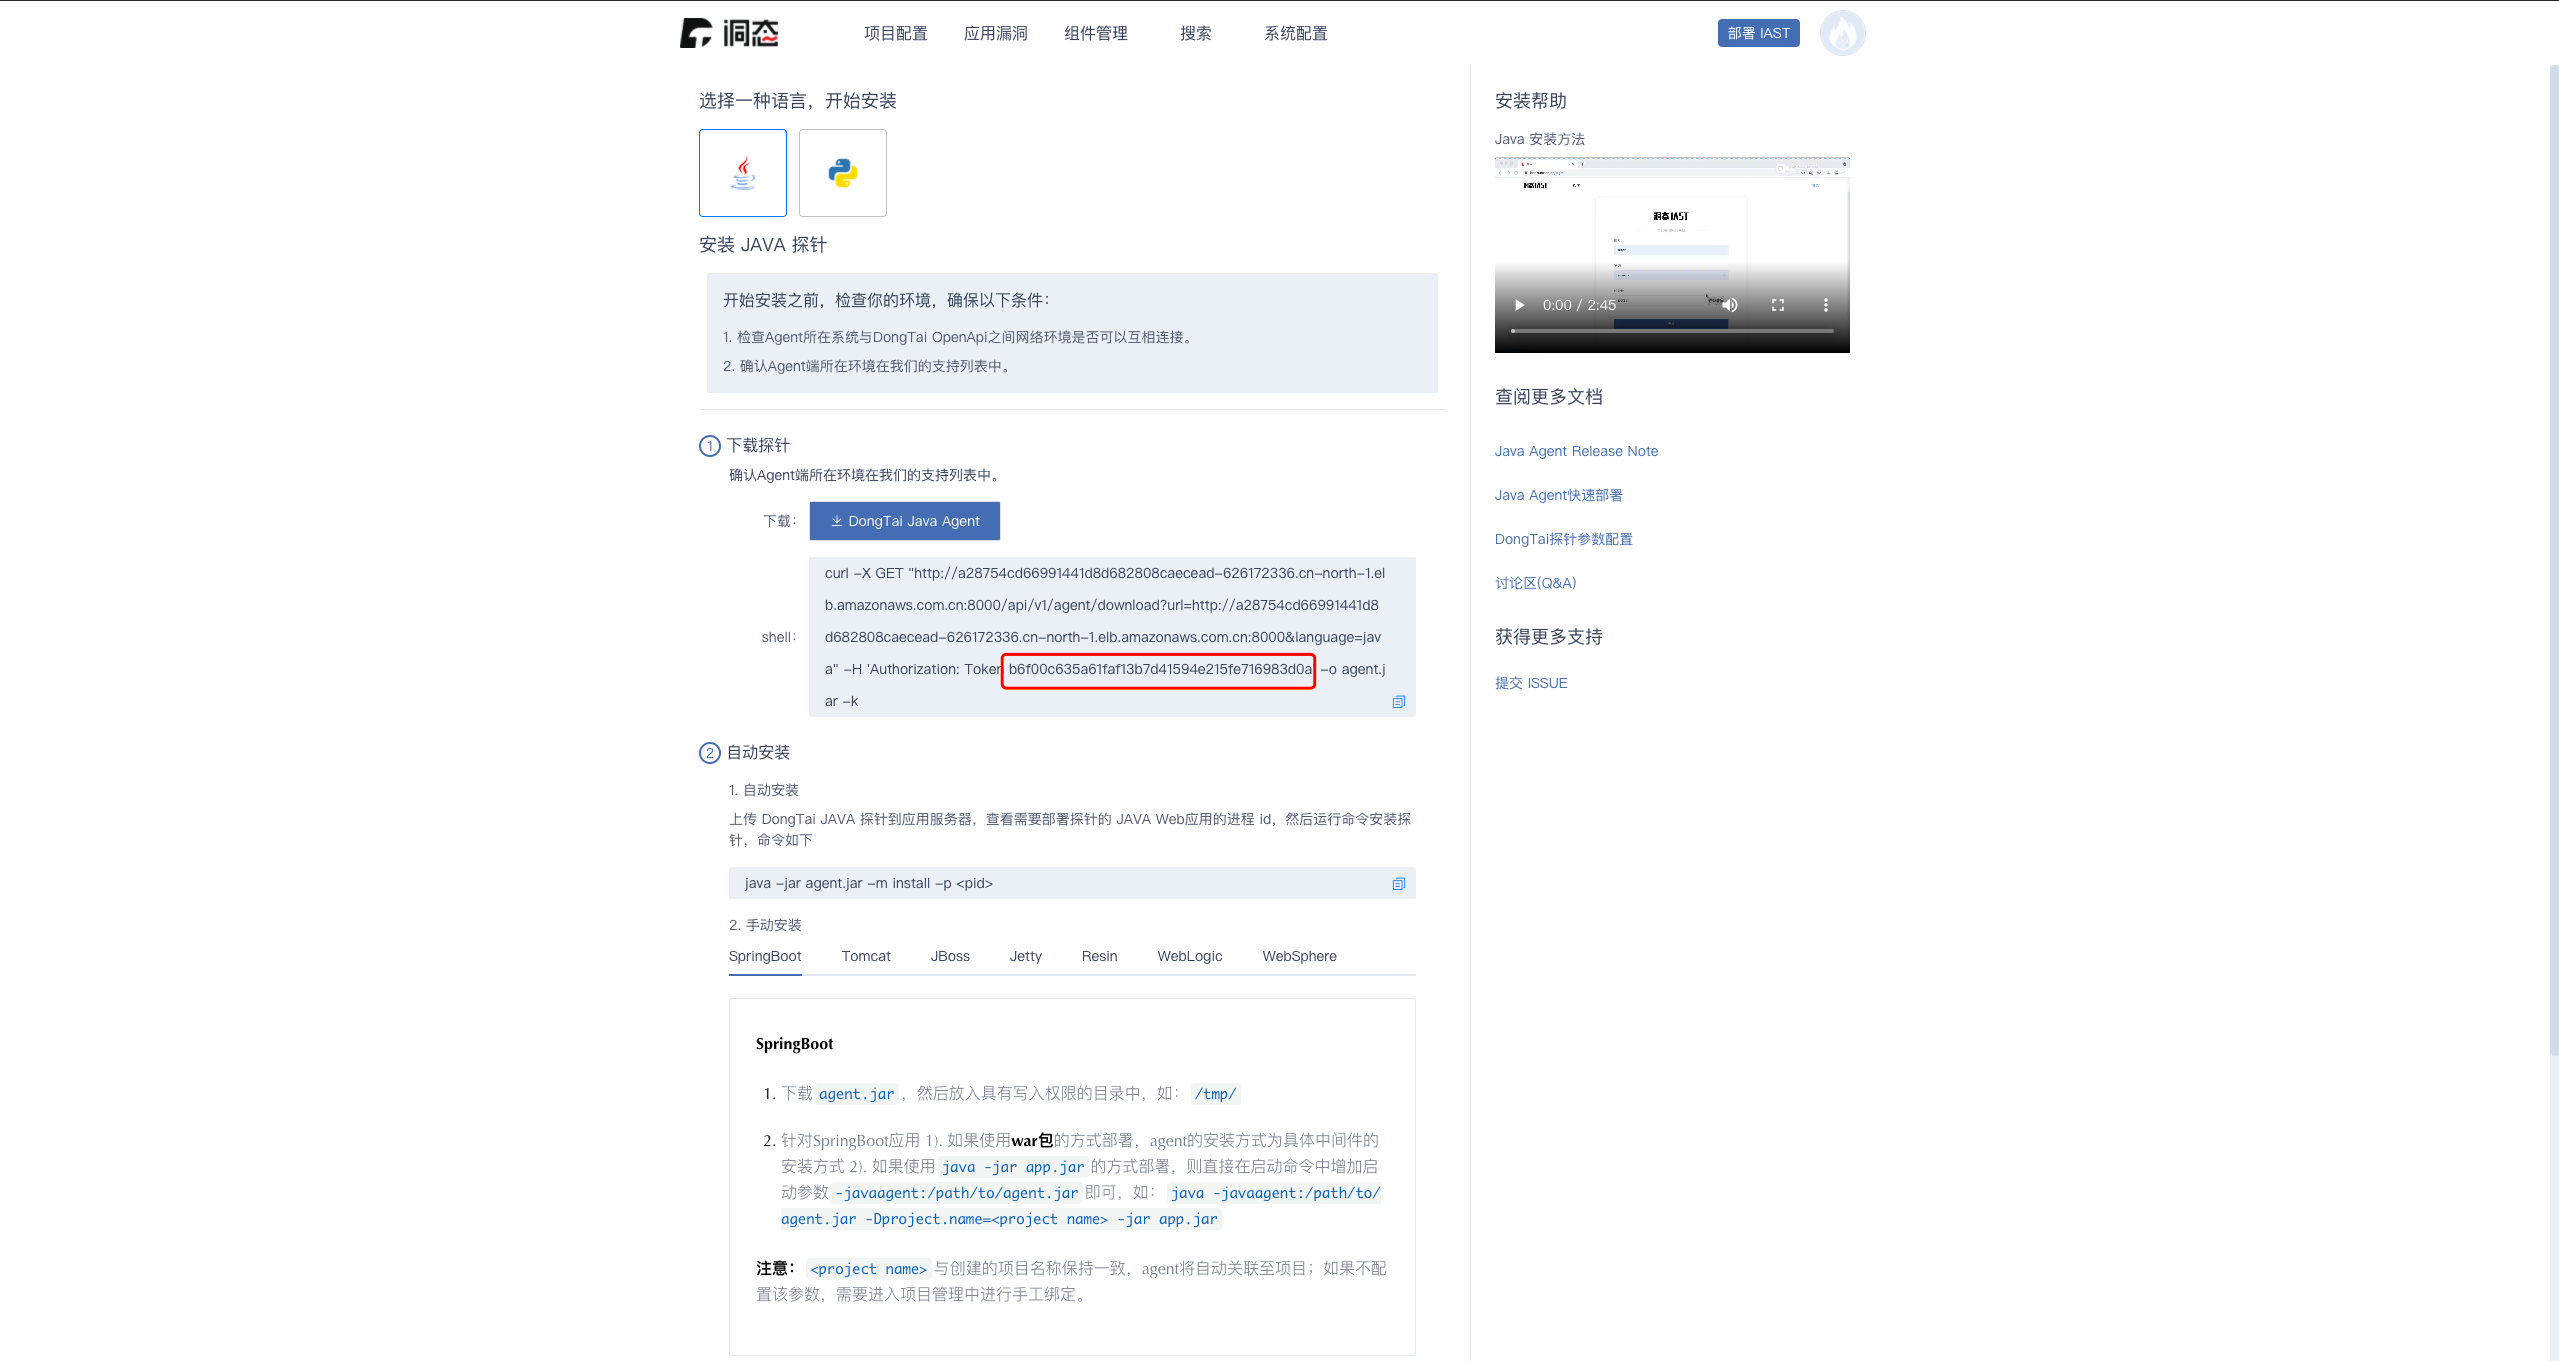 洞态
项目配置 应用漏洞 组件管理 搜索 系统配置
部署 IAST
选择一种语言，开始安装
安装 JAVA 探针
开始安装之前，检查你的环境，确保以下条件：
1. 检查Agent所在系统与DongTai OpenApi之间网络环境是否可以互相连接。
2. 确认Agent端所在环境在我们的支持列表中。
1 下载探针
确认Agent端所在环境在我们的支持列表中。
下载： DongTai Java Agent
shell：
curl -X GET "http://a28754cd66991441d8d682808caecead-626172336.cn-north-1.el
b.amazonaws.com.cn:8000/api/v1/agent/download?url=http://a28754cd66991441d8
d682808caecead-626172336.cn-north-1.elb.amazonaws.com.cn:8000&language=jav
a" -H 'Authorization: Token b6f00c635a61faf13b7d41594e215fe716983d0a' -o agent.j
ar -k
2 自动安装
1. 自动安装
上传 DongTai JAVA 探针到应用服务器，查看需要部署探针的 JAVA Web应用的进程 id，然后运行命令安装探
针，命令如下
java -jar agent.jar -m install -p <pid>
2. 手动安装
SpringBoot Tomcat JBoss Jetty Resin WebLogic WebSphere
SpringBoot
1. 下载 agent.jar，然后放入具有写入权限的目录中，如： /tmp/
2. 针对SpringBoot应用 1). 如果使用war包的方式部署，agent的安装方式为具体中间件的
安装方式 2). 如果使用 java -jar app.jar 的方式部署，则直接在启动命令中增加启
动参数 -javaagent:/path/to/agent.jar 即可，如： java -javaagent:/path/to/
agent.jar -Dproject.name=<project name> -jar app.jar
注意： <project name> 与创建的项目名称保持一致，agent将自动关联至项目；如果不配
置该参数，需要进入项目管理中进行手工绑定。
安装帮助
Java 安装方法
洞态 IAST
0:00 / 2:45
查阅更多文档
Java Agent Release Note
Java Agent快速部署
DongTai探针参数配置
讨论区(Q&A)
获得更多支持
提交 ISSUE